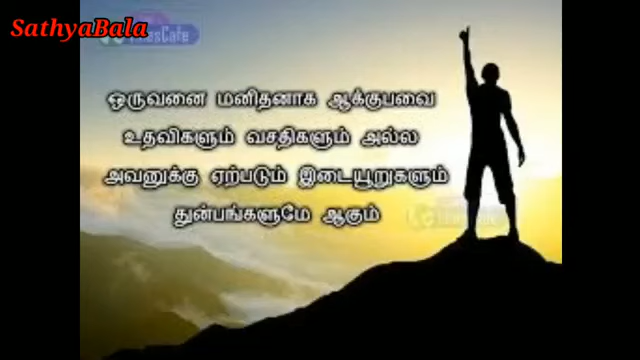 SathyaBala
ஒருவனை மனிதனாக ஆக்குபவை
உதவிகளும் வசதிகளும் அல்ல
அவனுக்கு ஏற்படும் இடையூறுகளும்
துன்பங்களுமே ஆகும்